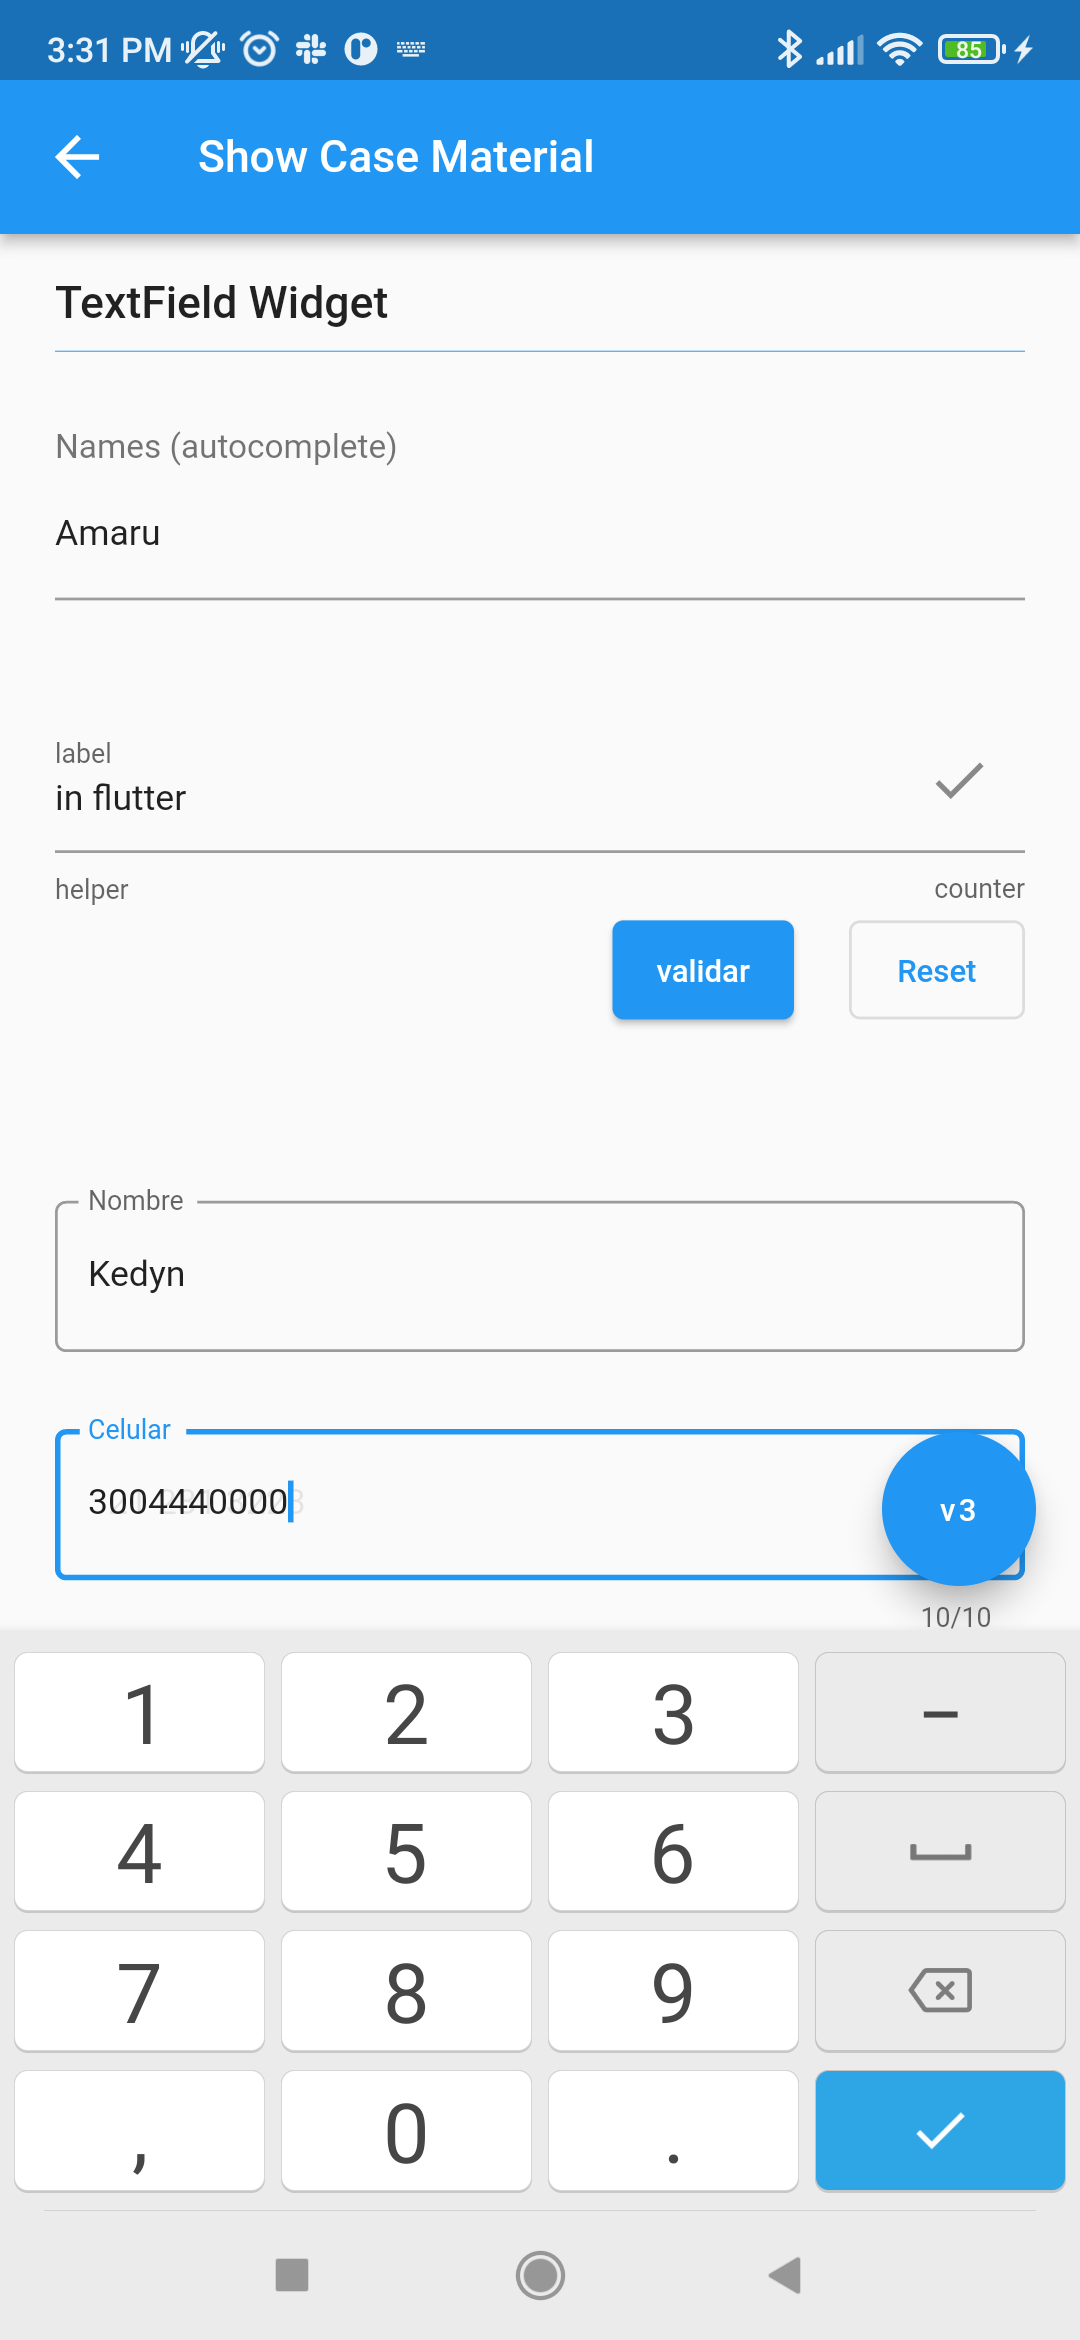 3:31 PM 85
Show Case Material
TextField Widget
Names (autocomplete)
Amaru
label
in flutter
helper counter
validar Reset
Nombre
Kedyn
Celular
3004440000
v3
10/10
1 2 3 –
4 5 6
7 8 9
, 0 .